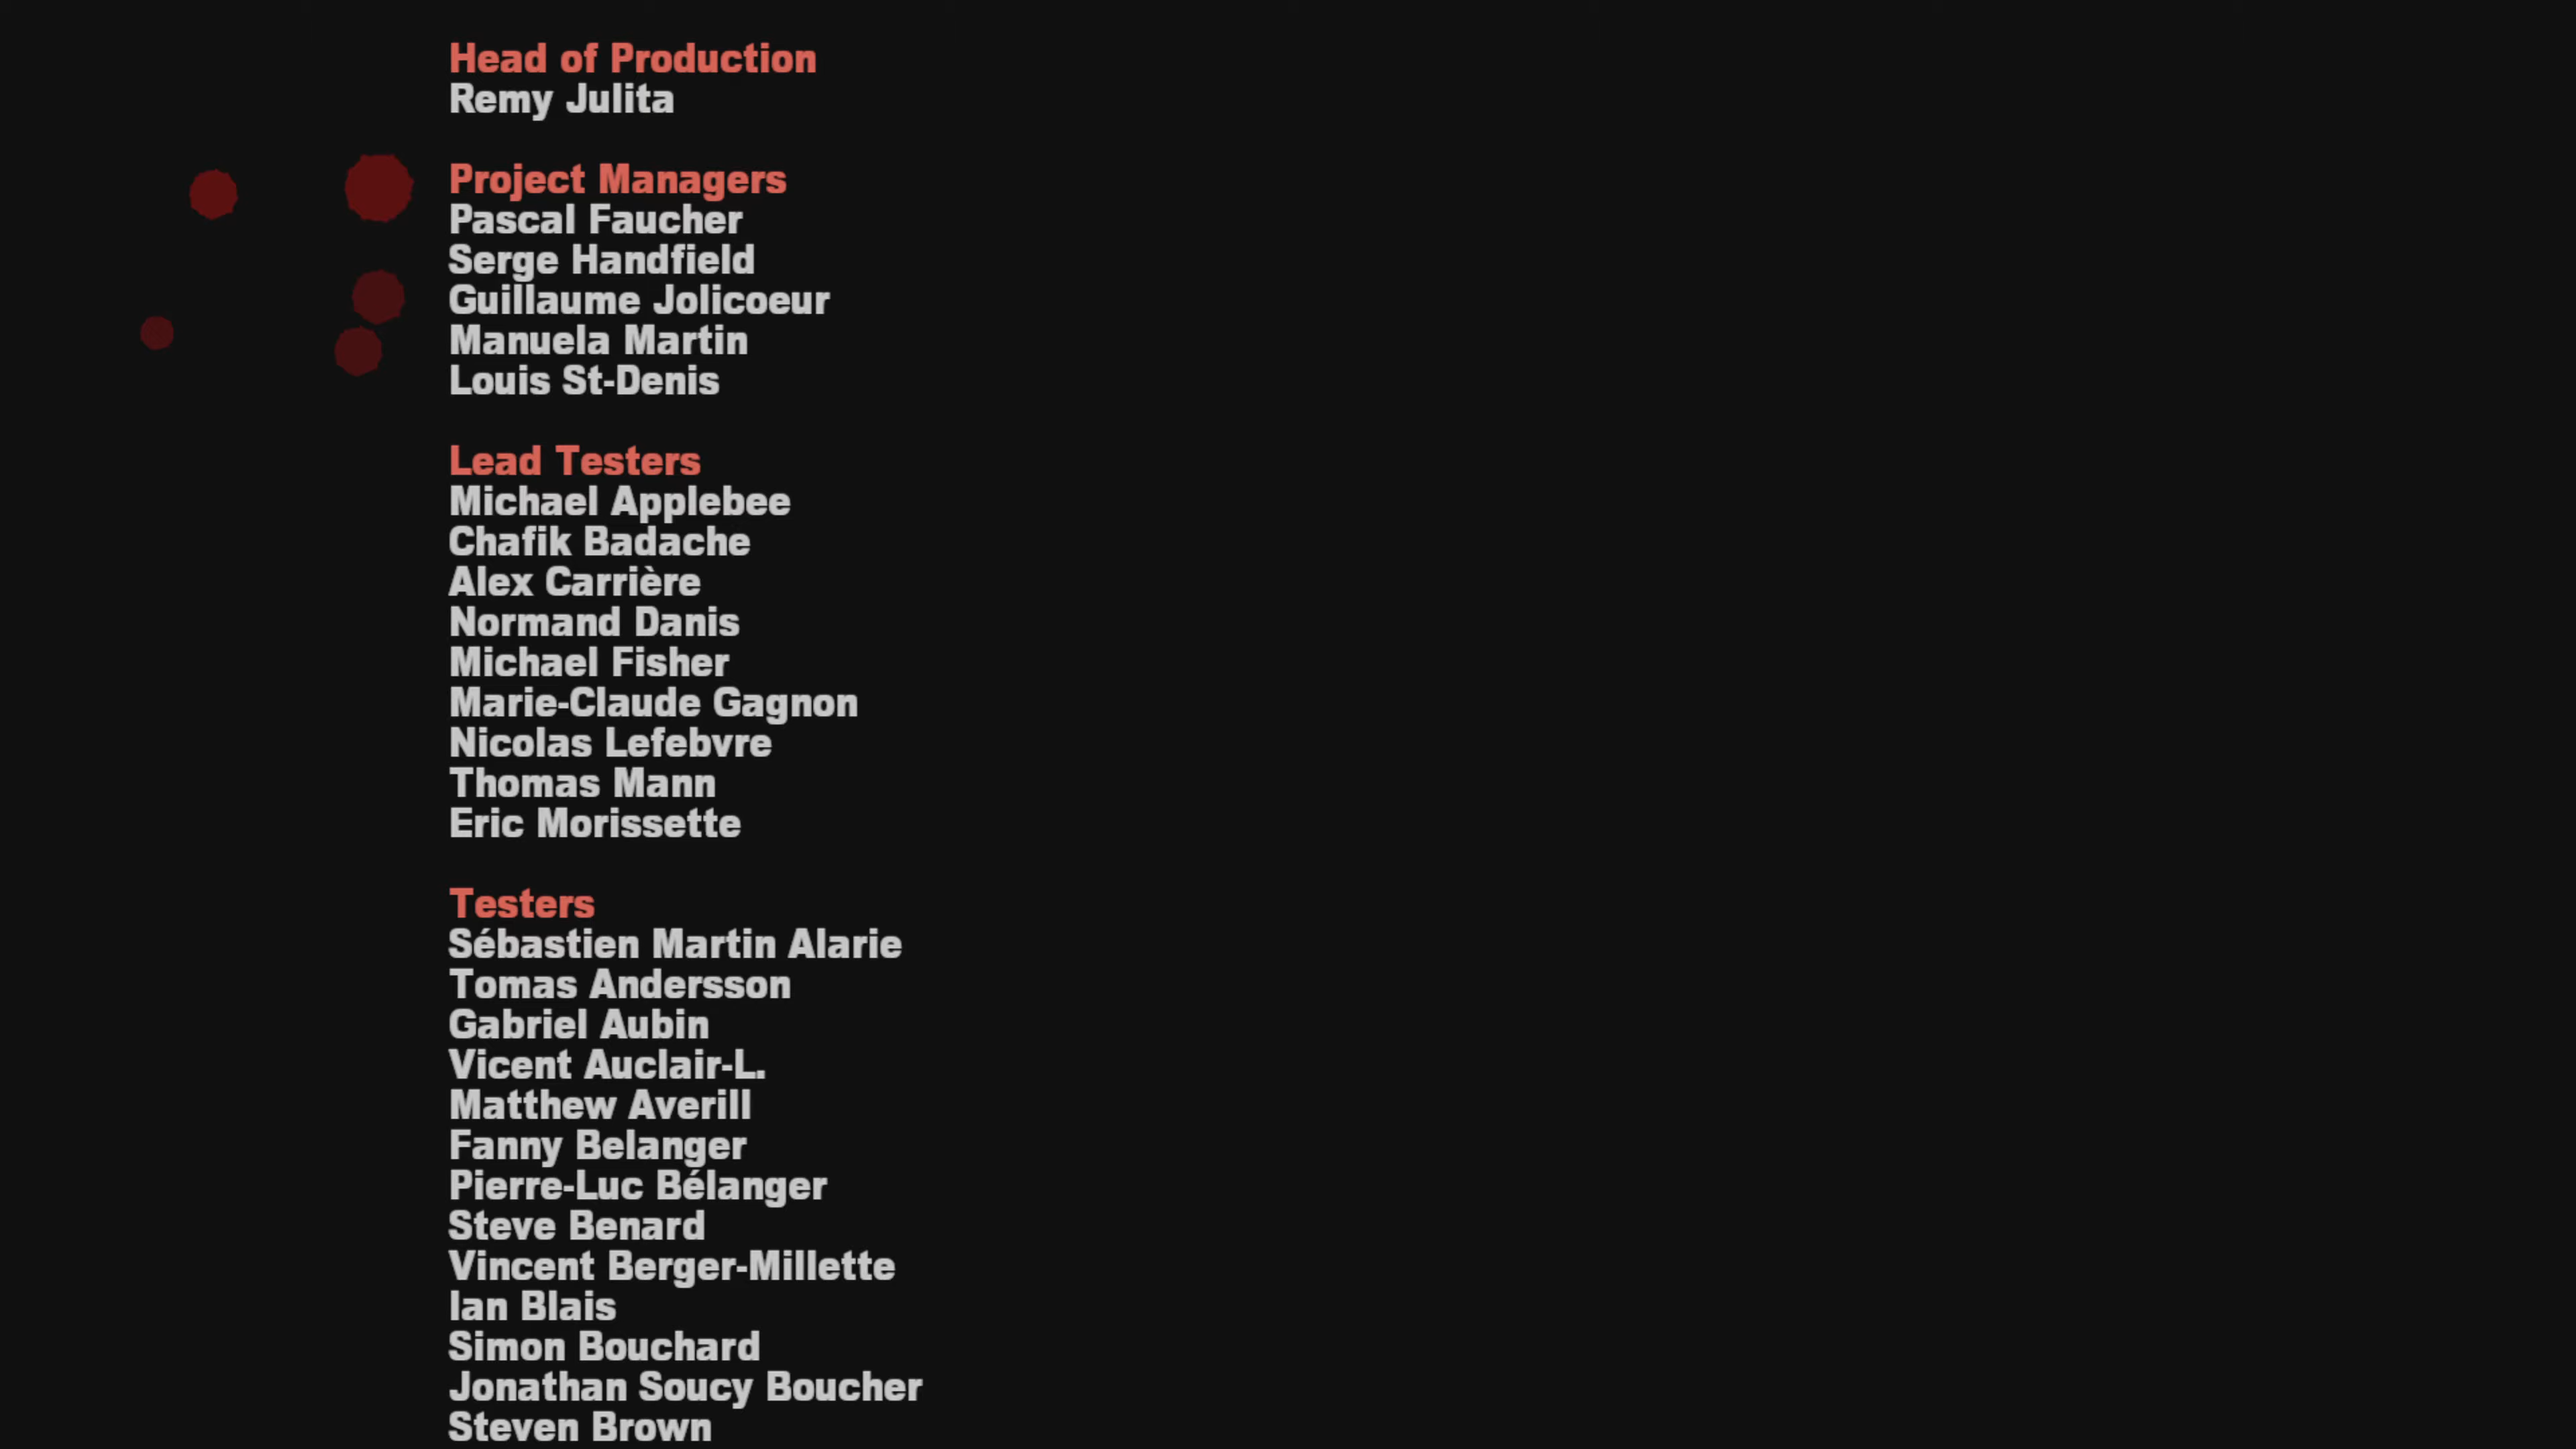 Head of Production
Remy Julita
Project Managers
Pascal Faucher
Serge Handfield
Guillaume Jolicoeur
Manuela Martin
Louis St-Denis
Lead Testers
Michael Applebee
Chafik Badache
Alex Carrière
Normand Danis
Michael Fisher
Marie-Claude Gagnon
Nicolas Lefebvre
Thomas Mann
Eric Morissette
Testers
Sébastien Martin Alarie
Tomas Andersson
Gabriel Aubin
Vicent Auclair-L.
Matthew Averill
Fanny Belanger
Pierre-Luc Bélanger
Steve Benard
Vincent Berger-Millette
Ian Blais
Simon Bouchard
Jonathan Soucy Boucher
Steven Brown